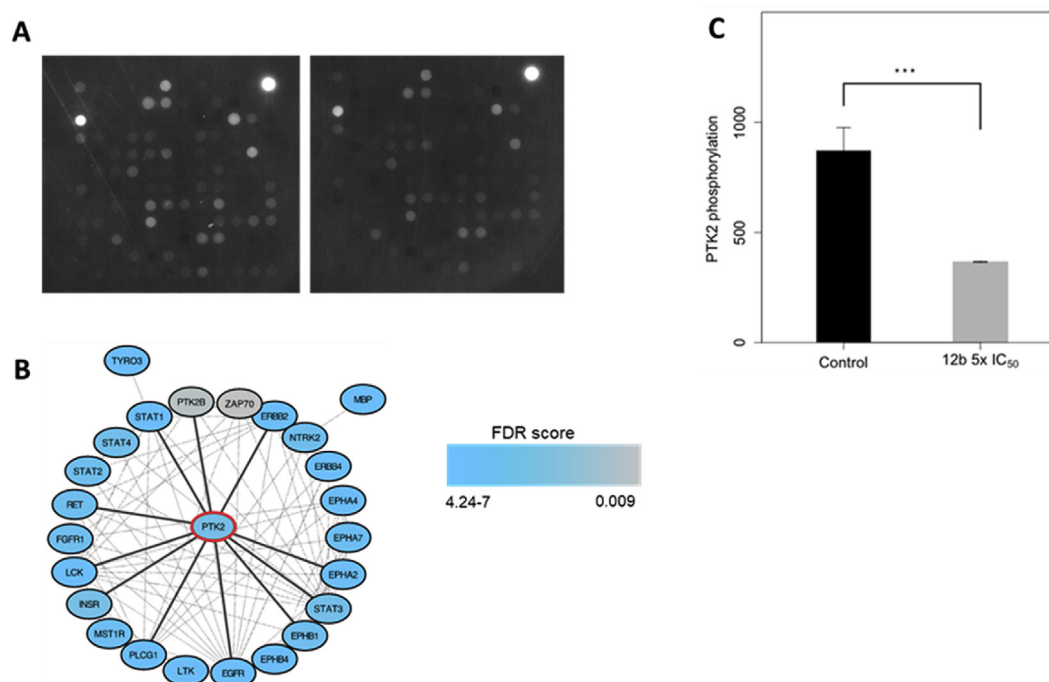 A
C
PTK2 phosphorylation
1000
500
0
***
Control
12b 5x IC₅₀
B
TYRO3
STAT1
PTK2B
ZAP70
ERBB2
MBP
NTRK2
STAT4
ERBB4
STAT2
EPHA4
RET
PTK2
EPHA7
FGFR1
LCK
EPHA2
INSR
STAT3
MST1R
EPHB1
PLCG1
EPHB4
LTK
EGFR
FDR score
4.24-7
0.009